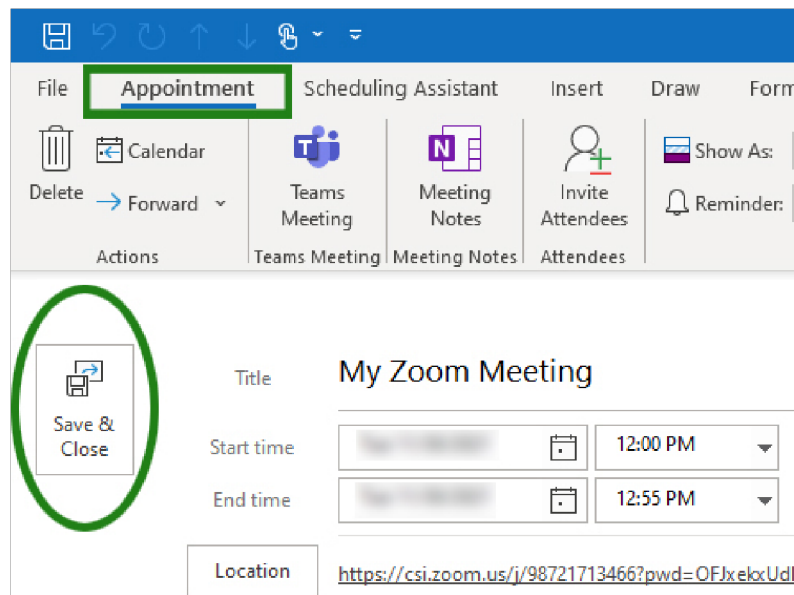 File Appointment Scheduling Assistant Insert Draw Form
Calendar
Show As:
Delete
Forward
Teams Meeting
Meeting Notes
Invite Attendees
Reminder:
Actions Teams Meeting Meeting Notes Attendees
Save & Close
Title My Zoom Meeting
Start time 12:00 PM
End time 12:55 PM
Location https://csi.zoom.us/j/98721713466?pwd=OFJxekxUdl